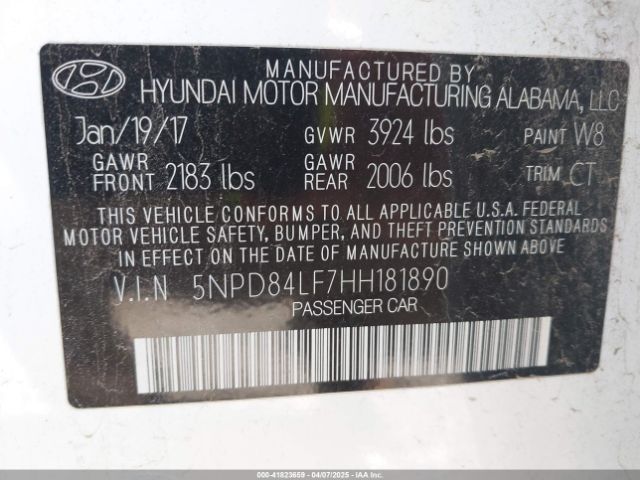 MANUFACTURED BY
HYUNDAI MOTOR MANUFACTURING ALABAMA, LLC
Jan/19/17 GVWR 3924 lbs PAINT W8
GAWR FRONT 2183 lbs GAWR REAR 2006 lbs TRIM CT
THIS VEHICLE CONFORMS TO ALL APPLICABLE U.S.A. FEDERAL
MOTOR VEHICLE SAFETY, BUMPER, AND THEFT PREVENTION STANDARDS
IN EFFECT ON THE DATE OF MANUFACTURE SHOWN ABOVE.
V.I.N 5NPD84LF7HH181890
PASSENGER CAR
000-41823659 - 04/07/2025 - COPYRIGHT IAA, LLC.